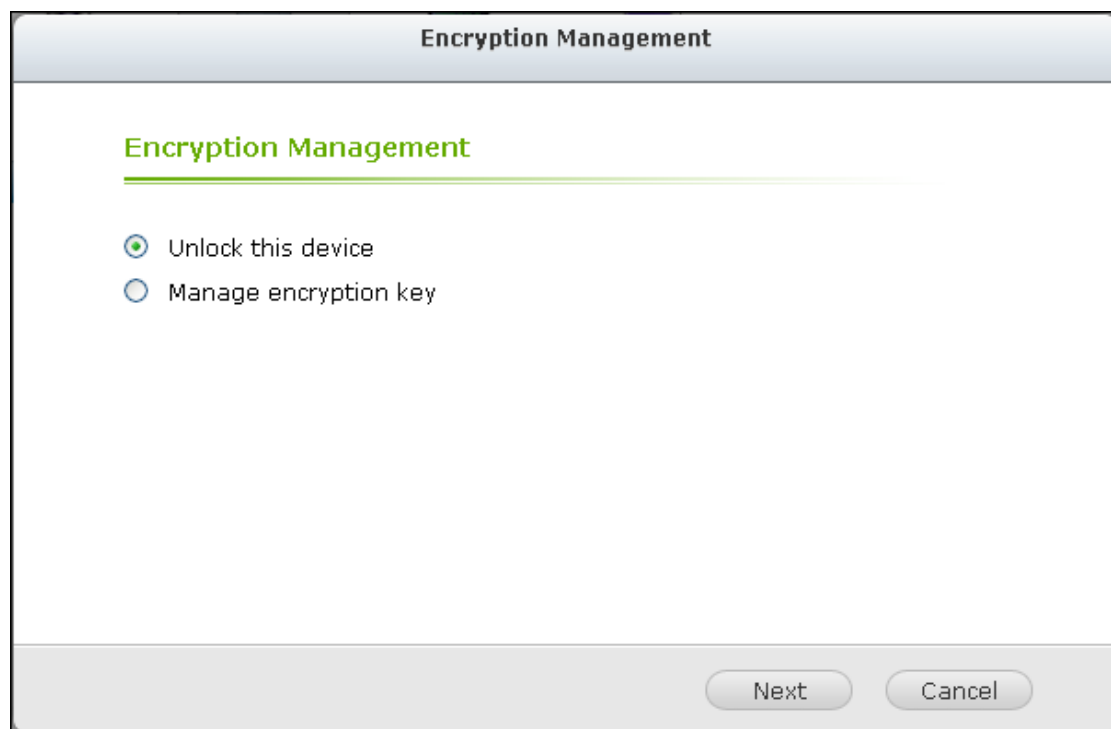 Encryption Management
Encryption Management
Unlock this device
Manage encryption key
Next Cancel